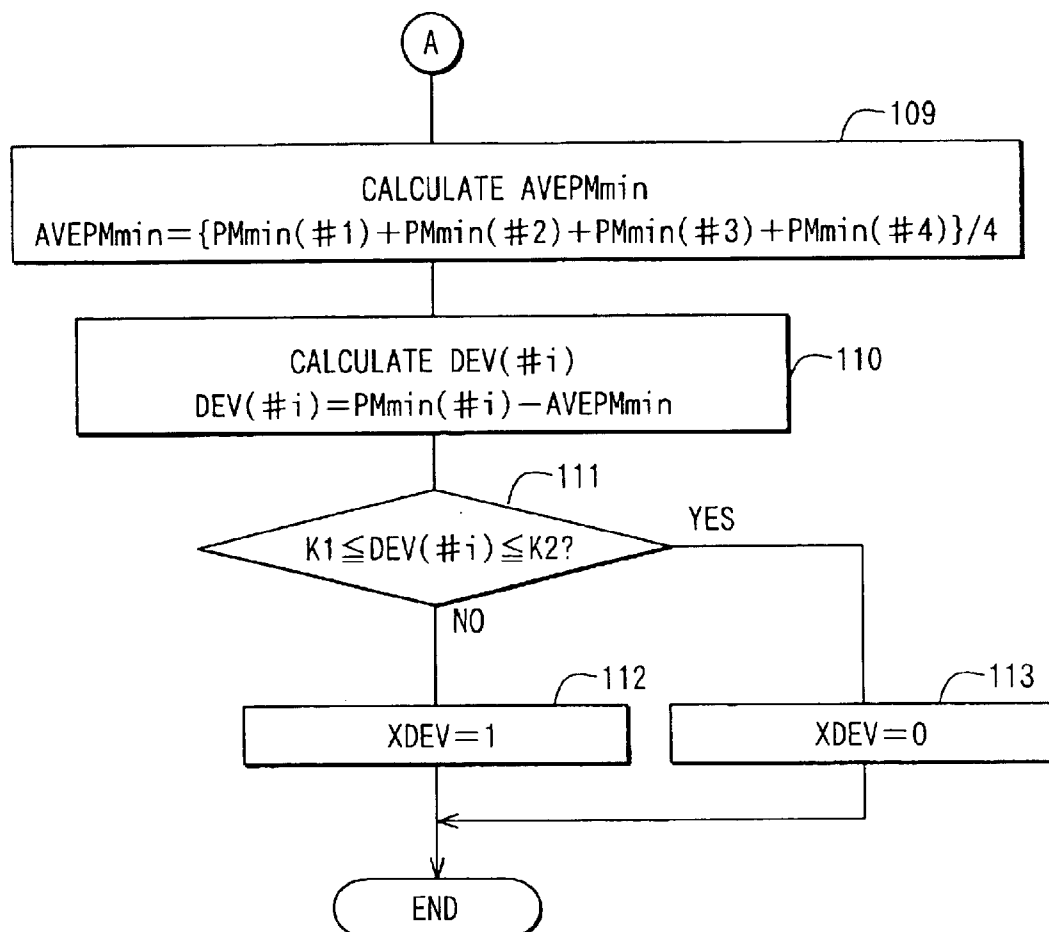 A
109
CALCULATE AVEPMmin
AVEPMmin={PMmin(#1)+PMmin(#2)+PMmin(#3)+PMmin(#4)}/4
CALCULATE DEV(#i)
DEV(#i)=PMmin(#i)−AVEPMmin
110
111
K1≦DEV(#i)≦K2?
YES
NO
112
XDEV=1
113
XDEV=0
END